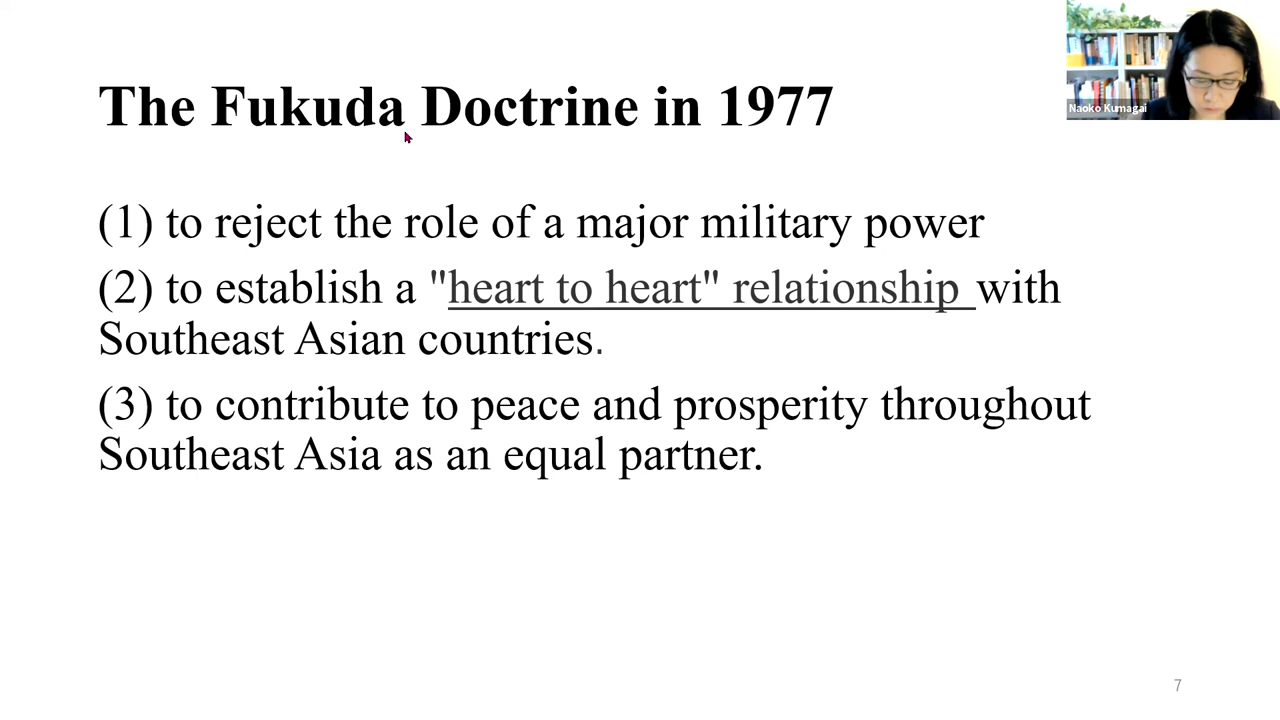 The Fukuda Doctrine in 1977
Naoko Kumagai
(1) to reject the role of a major military power
(2) to establish a "heart to heart" relationship with
Southeast Asian countries.
(3) to contribute to peace and prosperity throughout
Southeast Asia as an equal partner.
7